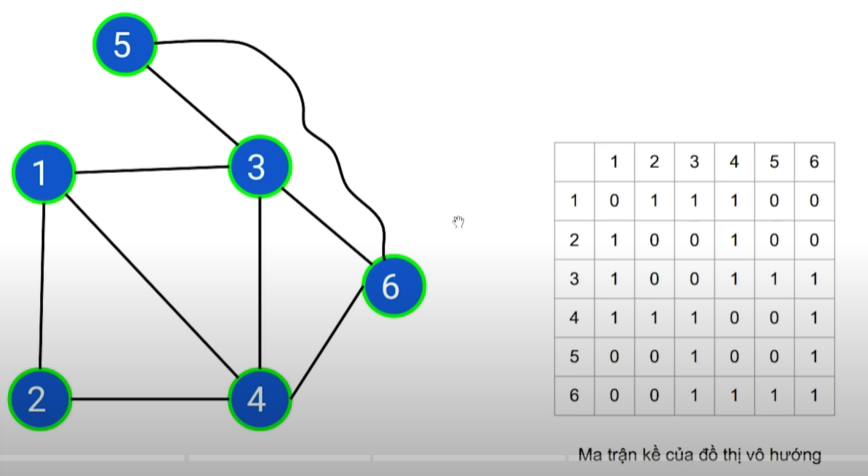 5
1
3
6
2
4
1 2 3 4 5 6
1 0 1 1 1 0 0
2 1 0 0 1 0 0
3 1 0 0 1 1 1
4 1 1 1 0 0 1
5 0 0 1 0 0 1
6 0 0 1 1 1 1
Ma trận kề của đồ thị vô hướng